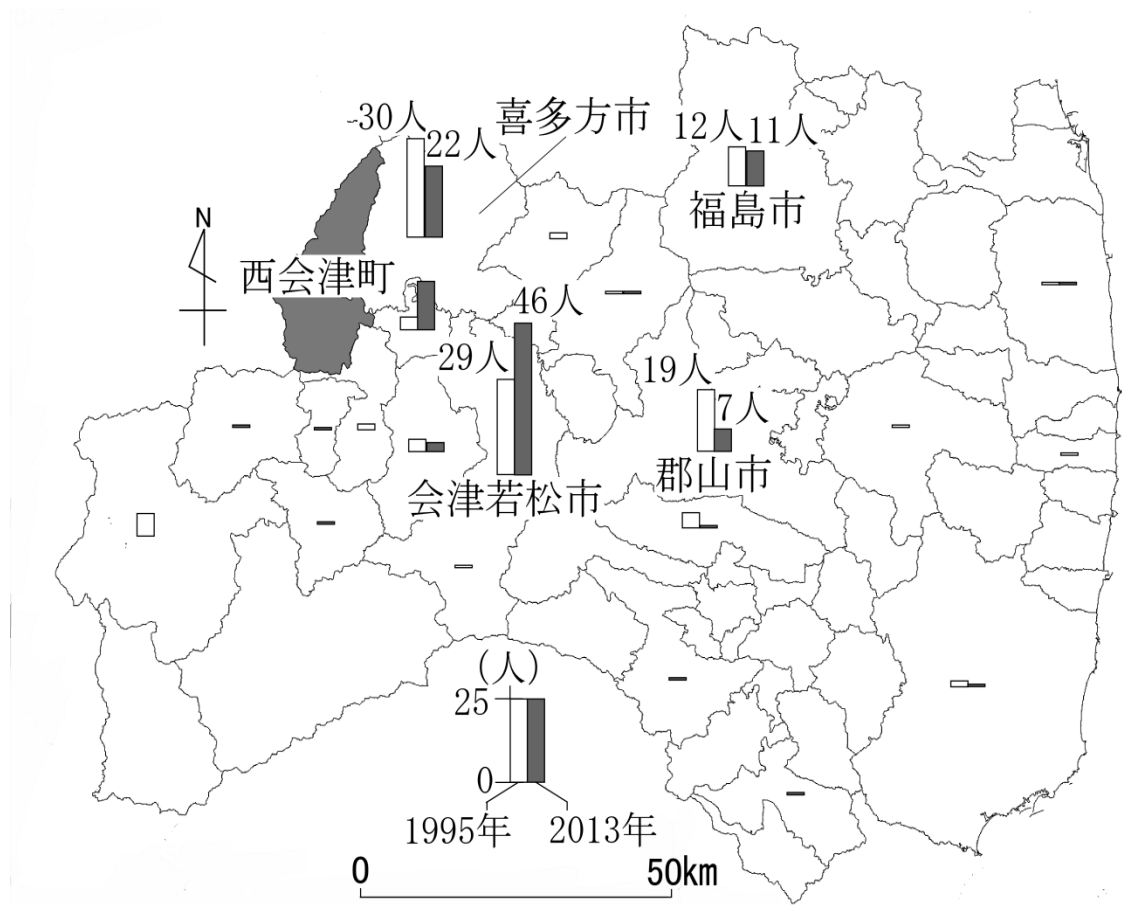 30人
22人
喜多方市
12人
11人
福島市
N
西会津町
46人
29人
会津若松市
19人
7人
郡山市
(人)
25
0
1995年
2013年
0
50km